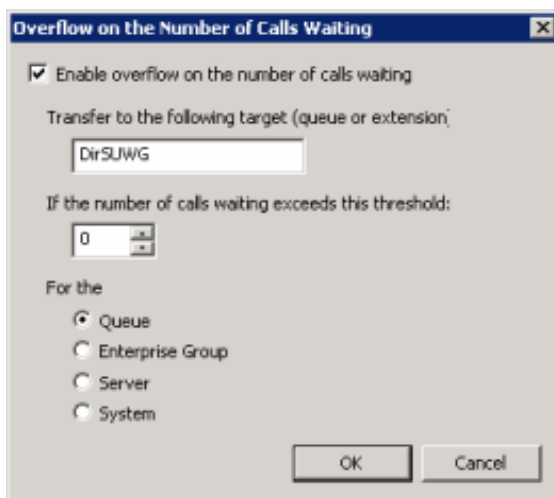 Overflow on the Number of Calls Waiting
Enable overflow on the number of calls waiting
Transfer to the following target (queue or extension)
DirSUWG
If the number of calls waiting exceeds this threshold:
0
For the
Queue
Enterprise Group
Server
System
OK
Cancel